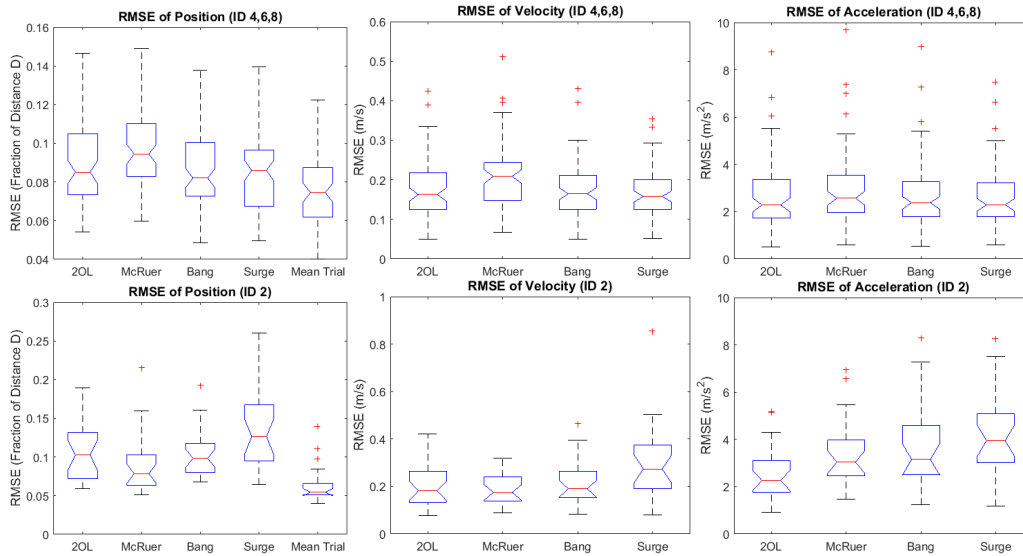 RMSE of Position (ID 4,6,8)
RMSE (Fraction of Distance D)
0.16
0.14
0.12
0.1
0.08
0.06
0.04
2OL McRuer Bang Surge Mean Trial
RMSE of Velocity (ID 4,6,8)
RMSE (m/s)
0.6
0.5
0.4
0.3
0.2
0.1
0
2OL McRuer Bang Surge
RMSE of Acceleration (ID 4,6,8)
RMSE (m/s²)
10
8
6
4
2
0
2OL McRuer Bang Surge
RMSE of Position (ID 2)
RMSE (Fraction of Distance D)
0.3
0.25
0.2
0.15
0.1
0.05
0
2OL McRuer Bang Surge Mean Trial
RMSE of Velocity (ID 2)
RMSE (m/s)
1
0.8
0.6
0.4
0.2
0
2OL McRuer Bang Surge
RMSE of Acceleration (ID 2)
RMSE (m/s²)
10
8
6
4
2
0
2OL McRuer Bang Surge